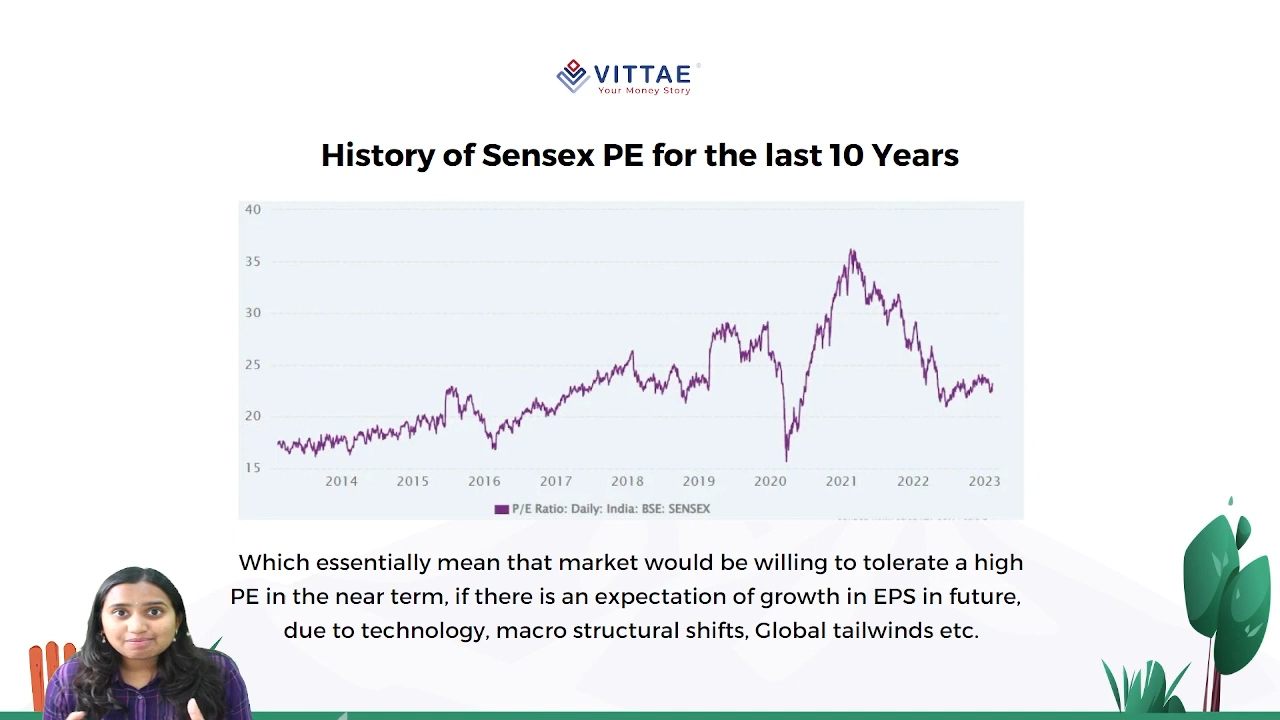 VITTAE
Your Money Story
History of Sensex PE for the last 10 Years
40
35
30
25
20
15
2014 2015 2016 2017 2018 2019 2020 2021 2022 2023
P/E Ratio: Daily: India: BSE: SENSEX
Which essentially mean that market would be willing to tolerate a high
PE in the near term, if there is an expectation of growth in EPS in future,
due to technology, macro structural shifts, Global tailwinds etc.